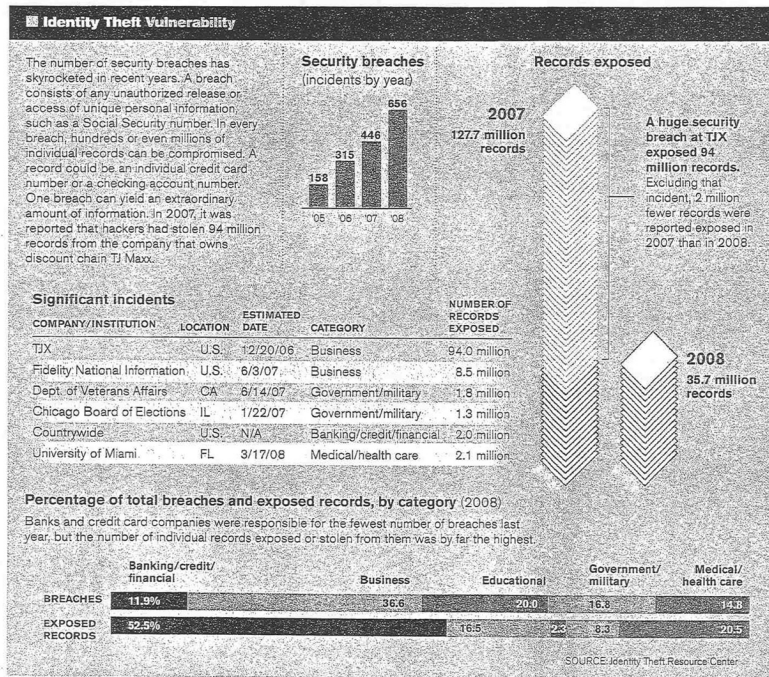 Identity Theft Vulnerability
The number of security breaches has
skyrocketed in recent years. A breach
consists of any unauthorized release or
access of unique personal information,
such as a Social Security number. In every
breach, hundreds or even millions of
individual records can be compromised. A
record could be an individual credit card
number or a checking account number.
One breach can yield an extraordinary
amount of information. In 2007, it was
reported that hackers had stolen 94 million
records from the company that owns
discount chain TJ Maxx.
Security breaches
(incidents by year)
158 315 446 656
'05 '06 '07 '08
Records exposed
2007
127.7 million
records
A huge security
breach at TJX
exposed 94
million records.
Excluding that
incident, 2 million
fewer records were
reported exposed in
2007 than in 2008.
2008
35.7 million
records
Significant incidents
COMPANY/INSTITUTION LOCATION ESTIMATED DATE CATEGORY NUMBER OF RECORDS EXPOSED
TJX U.S. 12/20/06 Business 94.0 million
Fidelity National Information U.S. 6/3/07 Business 8.5 million
Dept. of Veterans Affairs CA 6/14/07 Government/military 1.8 million
Chicago Board of Elections IL 1/22/07 Government/military 1.3 million
Countrywide U.S. N/A Banking/credit/financial 2.0 million
University of Miami FL 3/17/08 Medical/health care 2.1 million
Percentage of total breaches and exposed records, by category (2008)
Banks and credit card companies were responsible for the fewest number of breaches last
year, but the number of individual records exposed or stolen from them was by far the highest.
Banking/credit/
financial
Business
Educational
Government/
military
Medical/
health care
BREACHES 11.9% 36.6 20.0 16.8 14.8
EXPOSED
RECORDS
52.5% 16.5 2.3 8.3 20.5
SOURCE: Identity Theft Resource Center